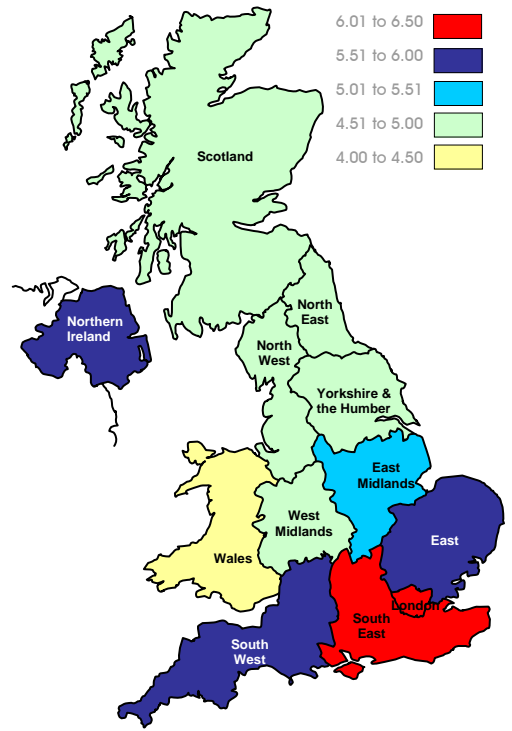 6.01 to 6.50
5.51 to 6.00
5.01 to 5.51
4.51 to 5.00
4.00 to 4.50
Scotland
North
East
Northern
Ireland
North
West
Yorkshire &
the Humber
East
Midlands
West
Midlands
East
Wales
London
South
East
South
West